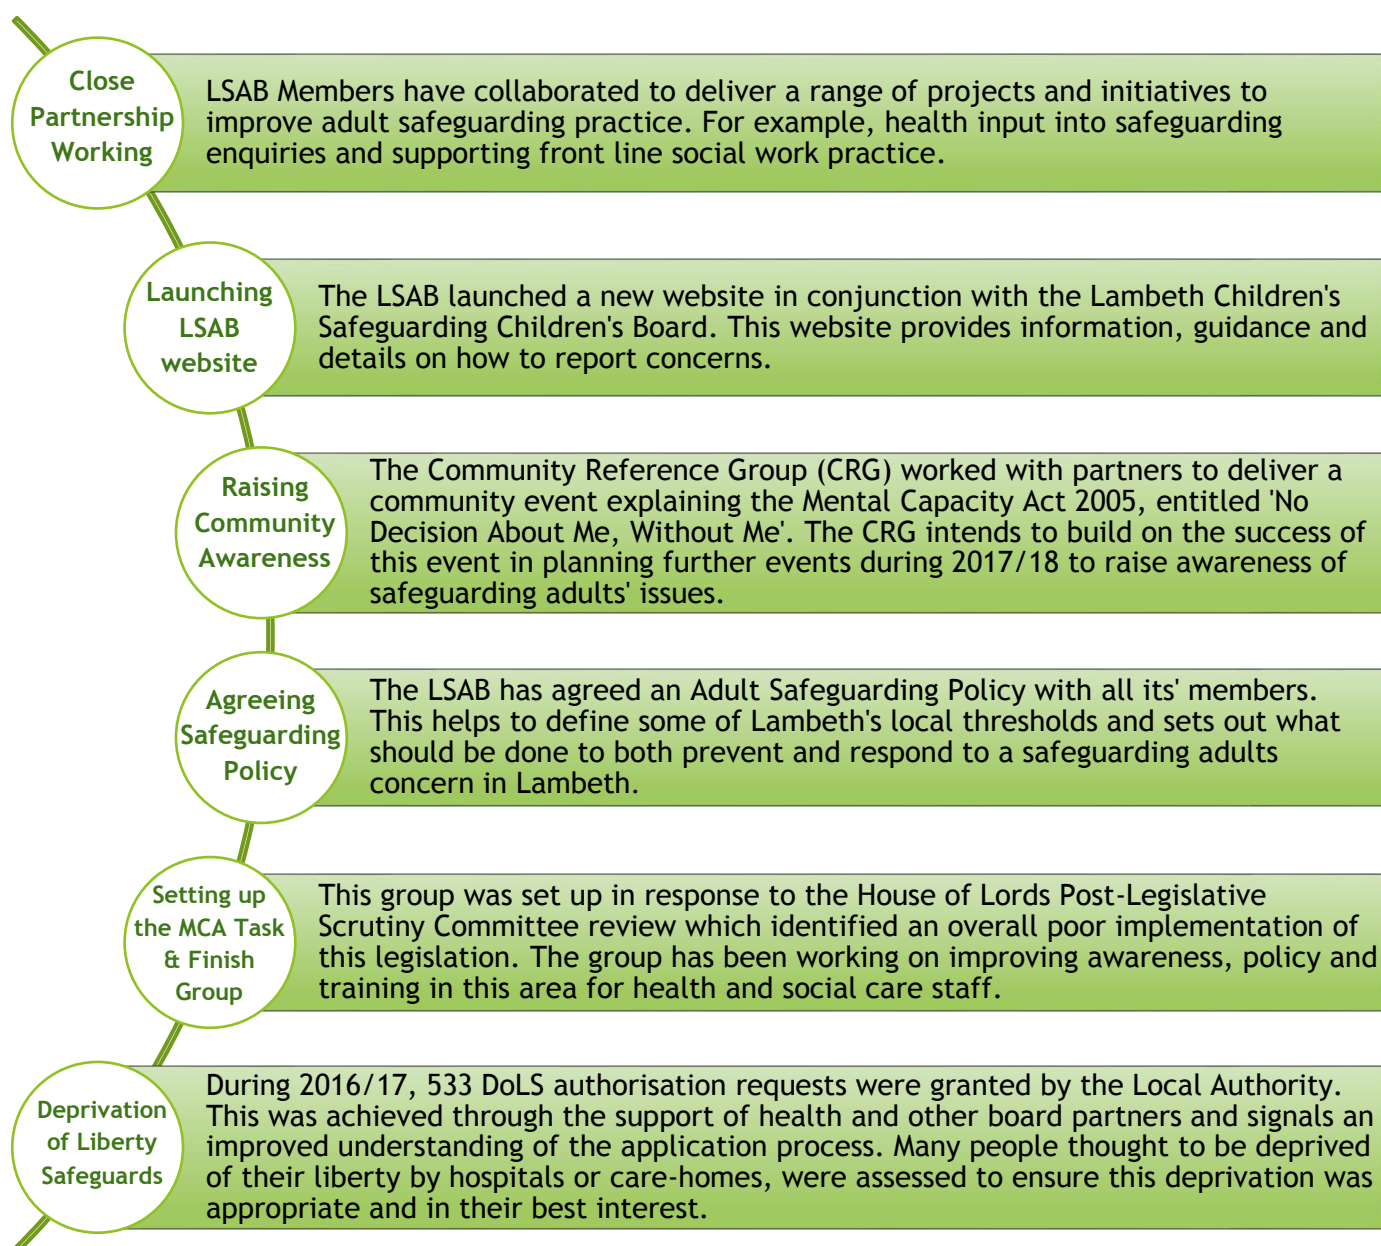 Close
Partnership
Working
LSAB Members have collaborated to deliver a range of projects and initiatives to
improve adult safeguarding practice. For example, health input into safeguarding
enquiries and supporting front line social work practice.
Launching
LSAB
website
The LSAB launched a new website in conjunction with the Lambeth Children's
Safeguarding Children's Board. This website provides information, guidance and
details on how to report concerns.
Raising
Community
Awareness
The Community Reference Group (CRG) worked with partners to deliver a
community event explaining the Mental Capacity Act 2005, entitled 'No
Decision About Me, Without Me'. The CRG intends to build on the success of
this event in planning further events during 2017/18 to raise awareness of
safeguarding adults' issues.
Agreeing
Safeguarding
Policy
The LSAB has agreed an Adult Safeguarding Policy with all its' members.
This helps to define some of Lambeth's local thresholds and sets out what
should be done to both prevent and respond to a safeguarding adults
concern in Lambeth.
Setting up
the MCA Task
& Finish
Group
This group was set up in response to the House of Lords Post-Legislative
Scrutiny Committee review which identified an overall poor implementation of
this legislation. The group has been working on improving awareness, policy and
training in this area for health and social care staff.
Deprivation
of Liberty
Safeguards
During 2016/17, 533 DoLS authorisation requests were granted by the Local Authority.
This was achieved through the support of health and other board partners and signals an
improved understanding of the application process. Many people thought to be deprived
of their liberty by hospitals or care-homes, were assessed to ensure this deprivation was
appropriate and in their best interest.